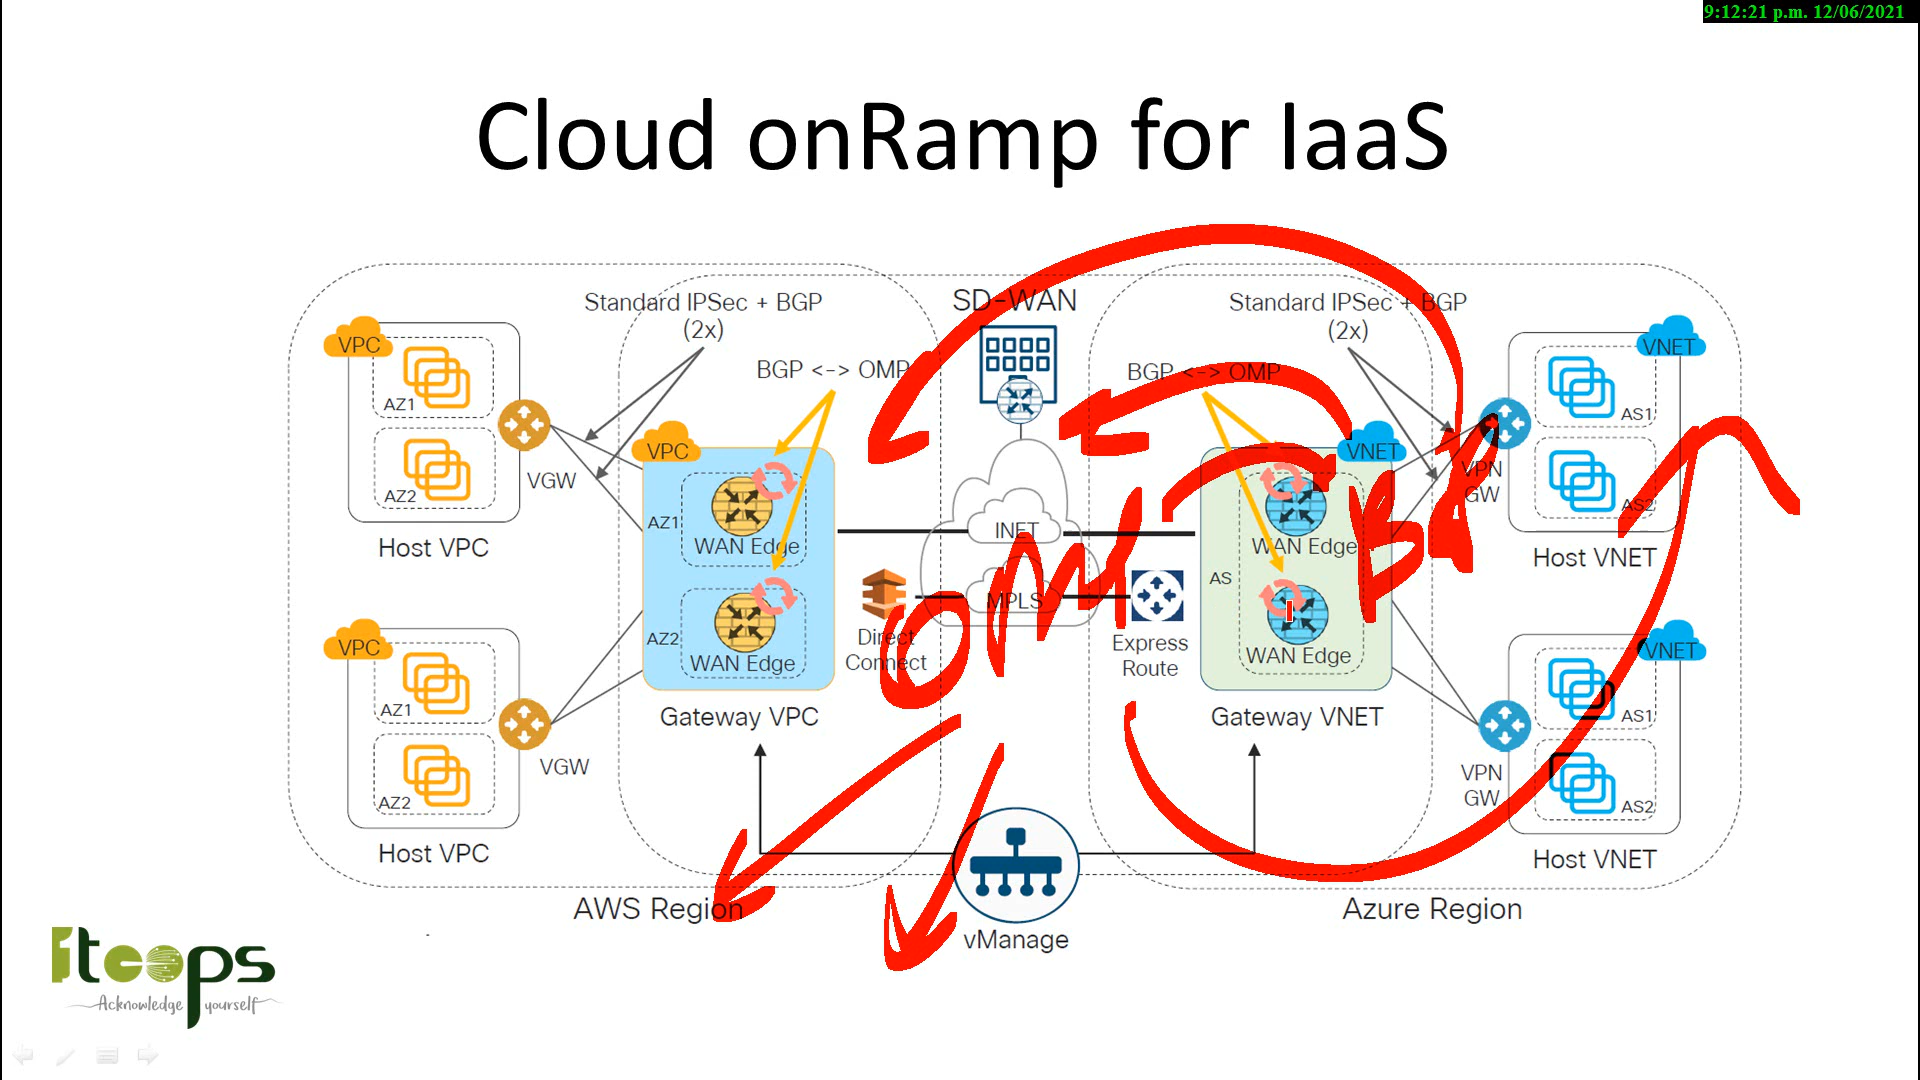 9:12:21 p.m. 12/06/2021
Cloud onRamp for IaaS
Standard IPSec + BGP
(2x)
SD-WAN
Standard IPSec + BGP
(2x)
VPC
AZ1
AZ2
VGW
Host VPC
BGP <-> OMP
BGP <-> OMP
VNET
AS1
AS2
VPN
GW
Host VNET
VPC
AZ1
WAN Edge
AZ2
WAN Edge
Gateway VPC
INET
MPLS
Direct
Connect
Express
Route
VNET
WAN Edge
AS
WAN Edge
Gateway VNET
OMP
VPC
AZ1
AZ2
VGW
Host VPC
VNET
AS1
AS2
VPN
GW
Host VNET
AWS Region
vManage
Azure Region
1toops
Acknowledge yourself